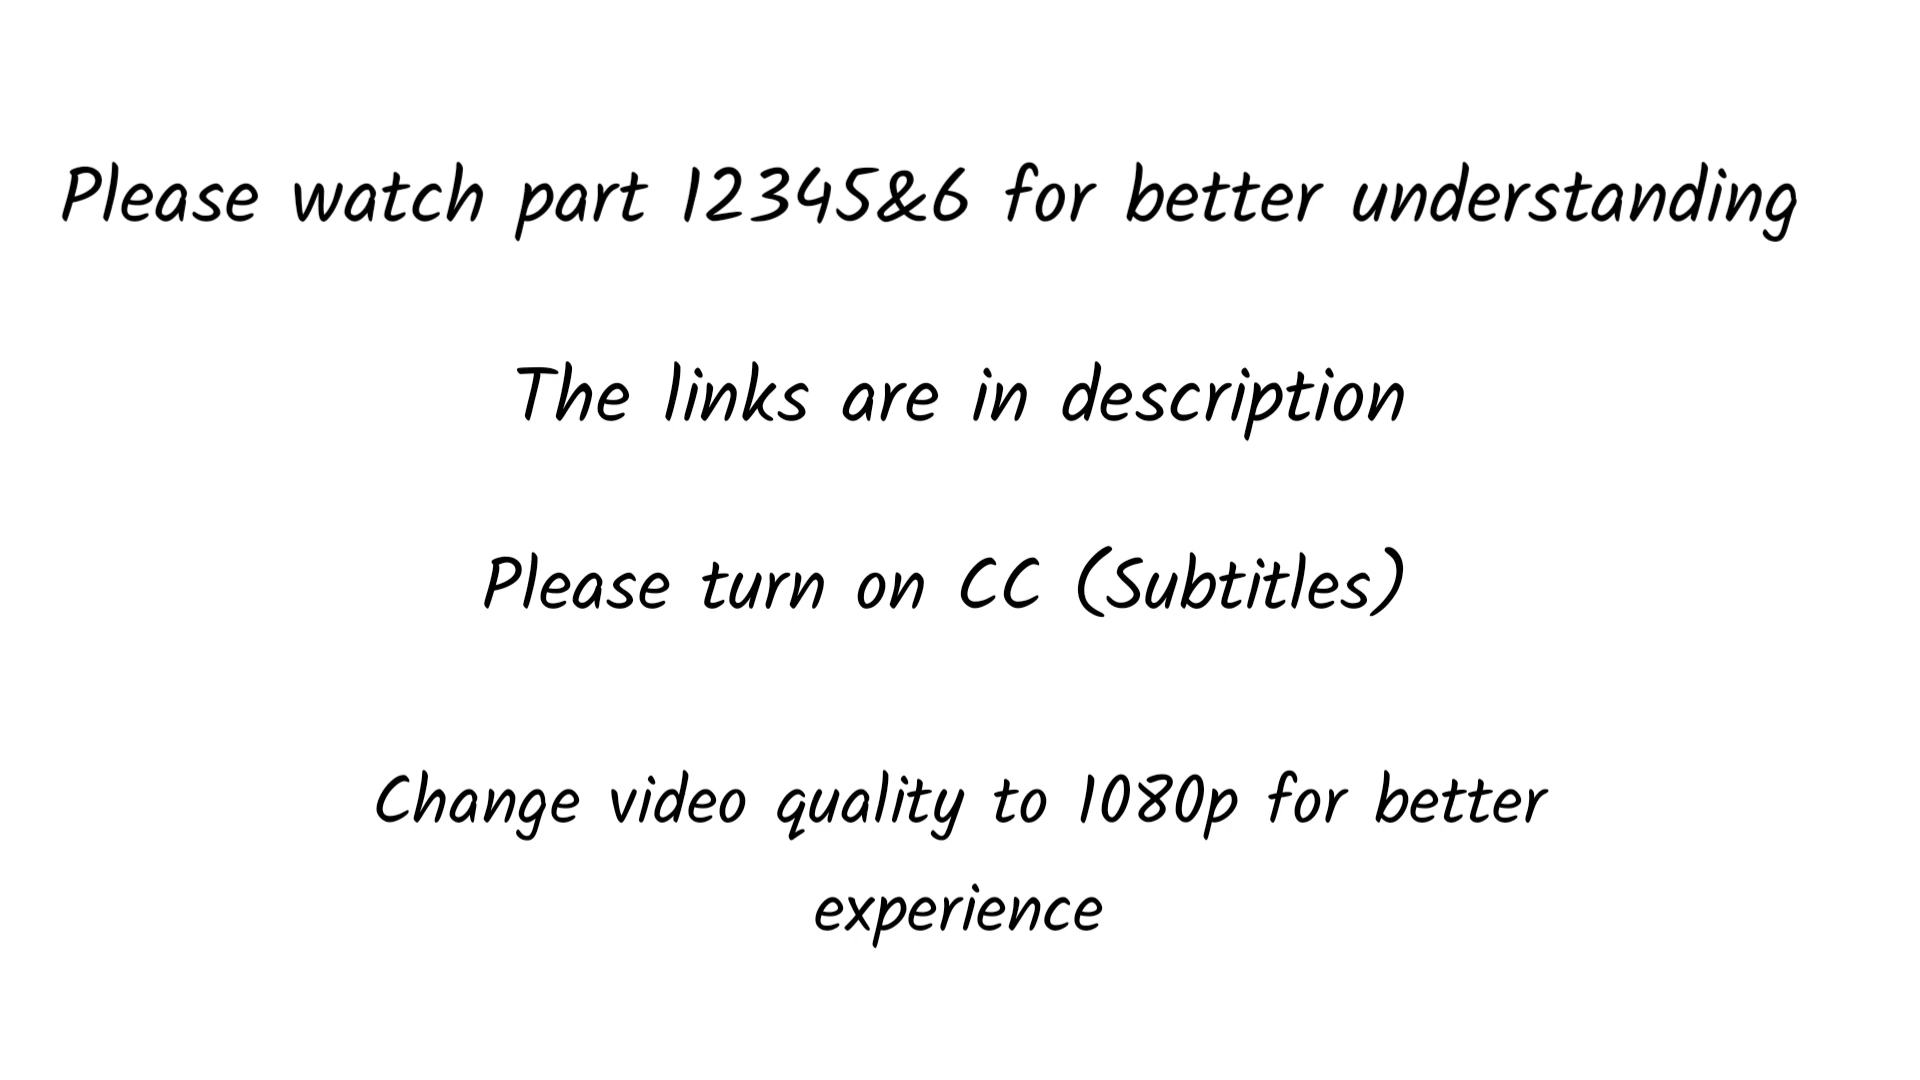 Please watch part 12345&6 for better understanding
The links are in description
Please turn on CC (Subtitles)
Change video quality to 1080p for better
experience